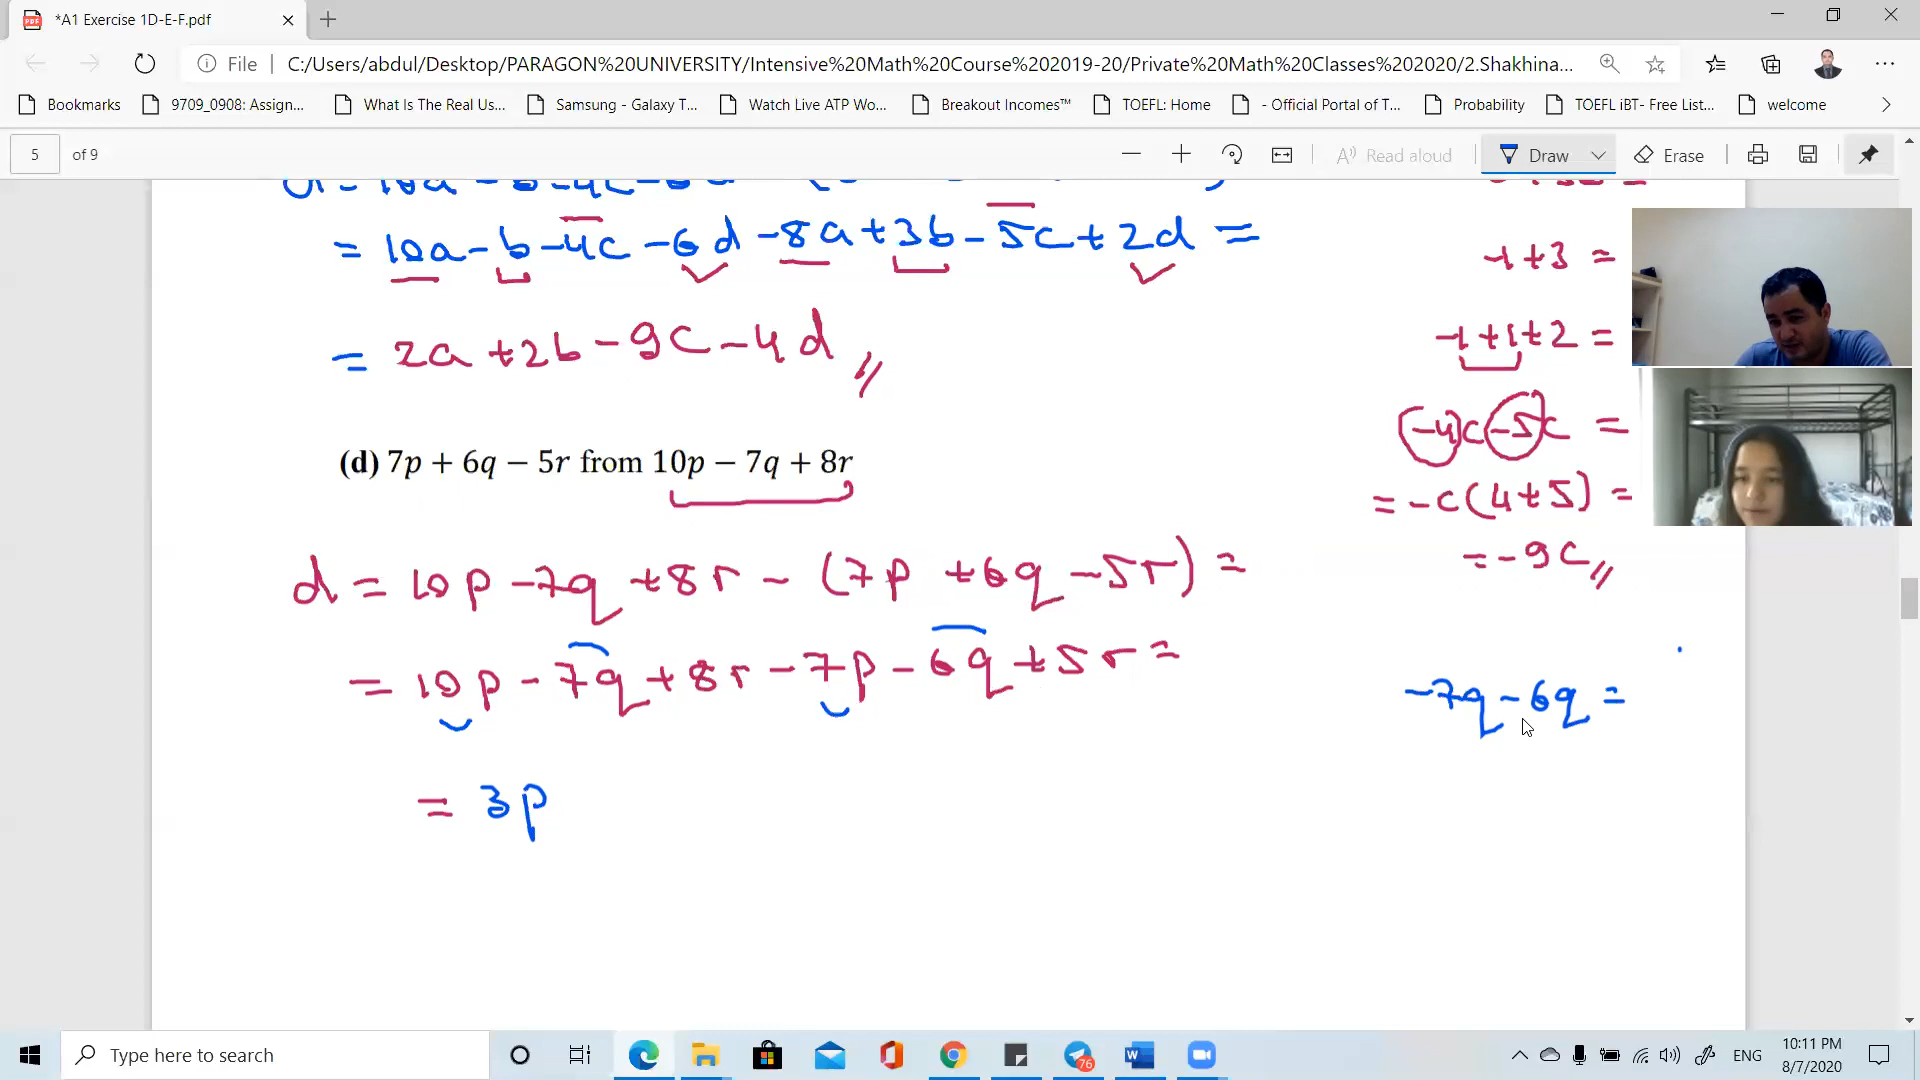 *A1 Exercise 1D-E-F.pdf
File
C:/Users/abdul/Desktop/PARAGON%20UNIVERSITY/Intensive%20Math%20Course%202019-20/Private%20Math%20Classes%202020/2.Shakhina...
Bookmarks 9709_0908: Assign... What Is The Real Us... Samsung - Galaxy T... Watch Live ATP Wo... Breakout Incomes™ TOEFL: Home - Official Portal of T... Probability TOEFL iBT- Free List... welcome
5 of 9 Read aloud Draw Erase
= 10a - b - 4c - 6d - 8a + 3b - 5c + 2d =
= 2a + 2b - 9c - 4d //
(d) 7p + 6q − 5r from 10p − 7q + 8r
d = 10p - 7q + 8r - (7p + 6q - 5r) =
= 10p - 7q + 8r - 7p - 6q + 5r =
= 3p
-1 + 3 =
-1 + 1 + 2 =
-4c - 5c =
= -c(4 + 5) =
= -9c //
-7q - 6q =
Type here to search
76
ENG
10:11 PM
8/7/2020